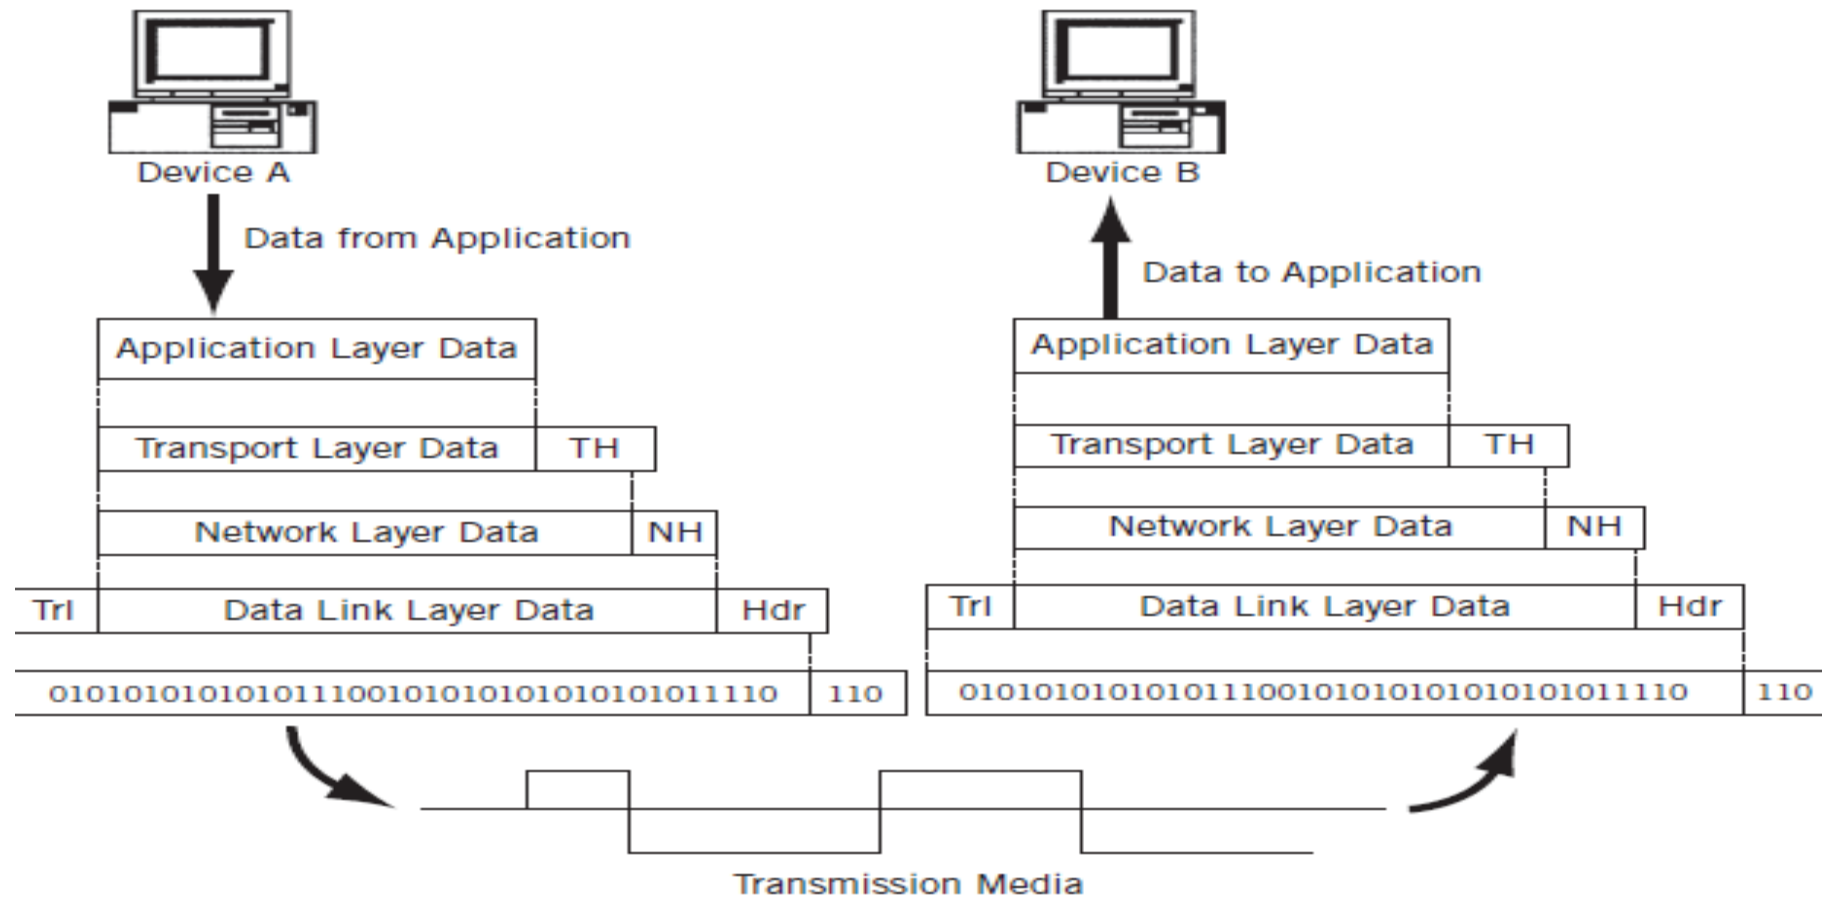 Device A
Data from Application
Application Layer Data
Transport Layer Data TH
Network Layer Data NH
Trl Data Link Layer Data Hdr
0101010101010111001010101010101011110 110
Device B
Data to Application
Application Layer Data
Transport Layer Data TH
Network Layer Data NH
Trl Data Link Layer Data Hdr
0101010101010111001010101010101011110 110
Transmission Media